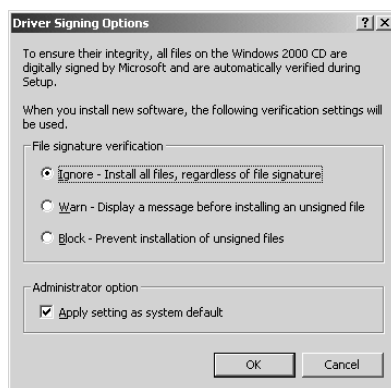 Driver Signing Options
To ensure their integrity, all files on the Windows 2000 CD are
digitally signed by Microsoft and are automatically verified during
Setup.
When you install new software, the following verification settings will
be used.
File signature verification
Ignore - Install all files, regardless of file signature
Warn - Display a message before installing an unsigned file
Block - Prevent installation of unsigned files
Administrator option
Apply setting as system default
OK Cancel